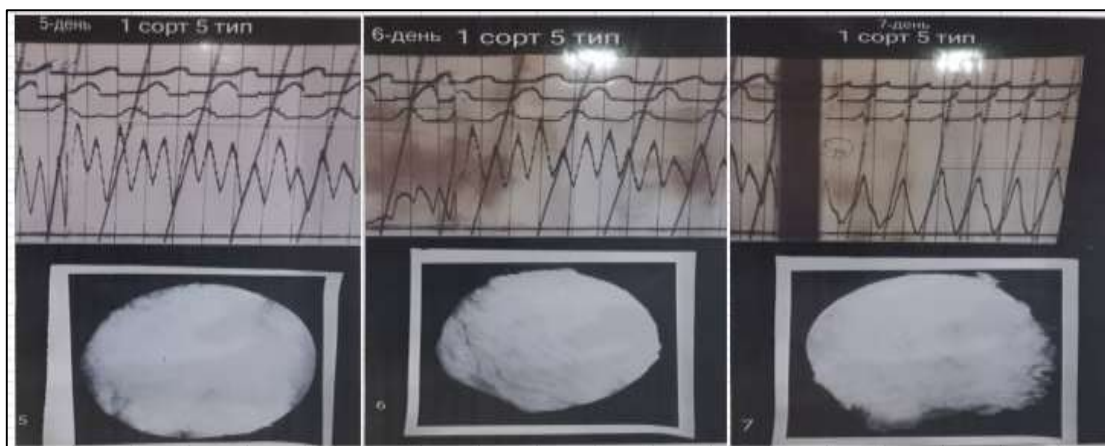 5-день 1 сорт 5 тип
6-день 1 сорт 5 тип
7-день
1 сорт 5 тип
5
6
7